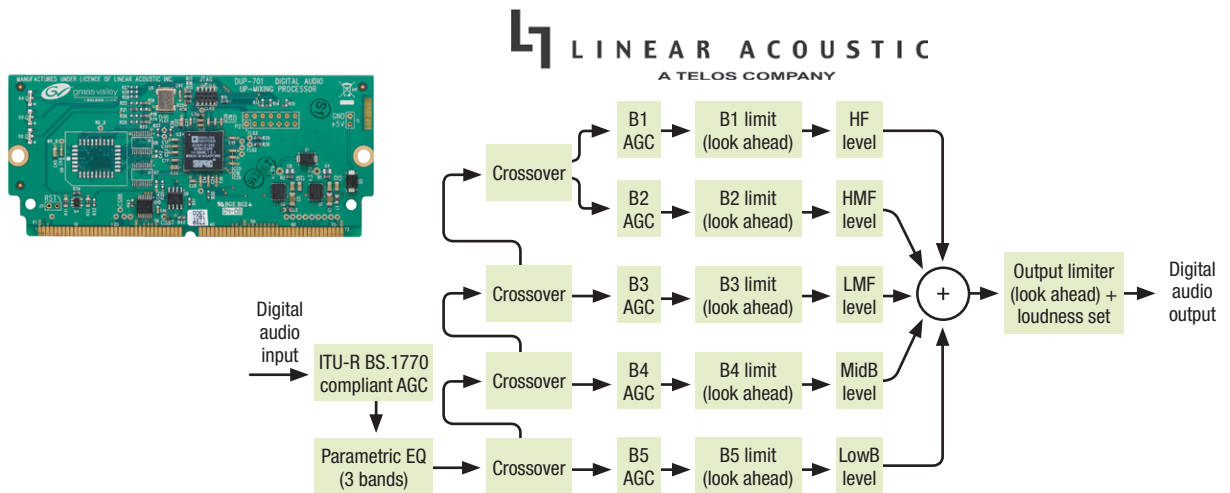 LINEAR ACOUSTIC
A TELOS COMPANY
MANUFACTURED UNDER LICENCE OF LINEAR ACOUSTIC INC.
JTAG
DUP-701 DIGITAL AUDIO
UP-MIXING PROCESSOR
grass valley
GND
+5V
RST
B1
AGC
B1 limit
(look ahead)
HF
level
Crossover
B2
AGC
B2 limit
(look ahead)
HMF
level
Crossover
B3
AGC
B3 limit
(look ahead)
LMF
level
+
Output limiter
(look ahead) +
loudness set
Digital
audio
output
Digital
audio
input
ITU-R BS.1770
compliant AGC
Crossover
B4
AGC
B4 limit
(look ahead)
MidB
level
Parametric EQ
(3 bands)
Crossover
B5
AGC
B5 limit
(look ahead)
LowB
level